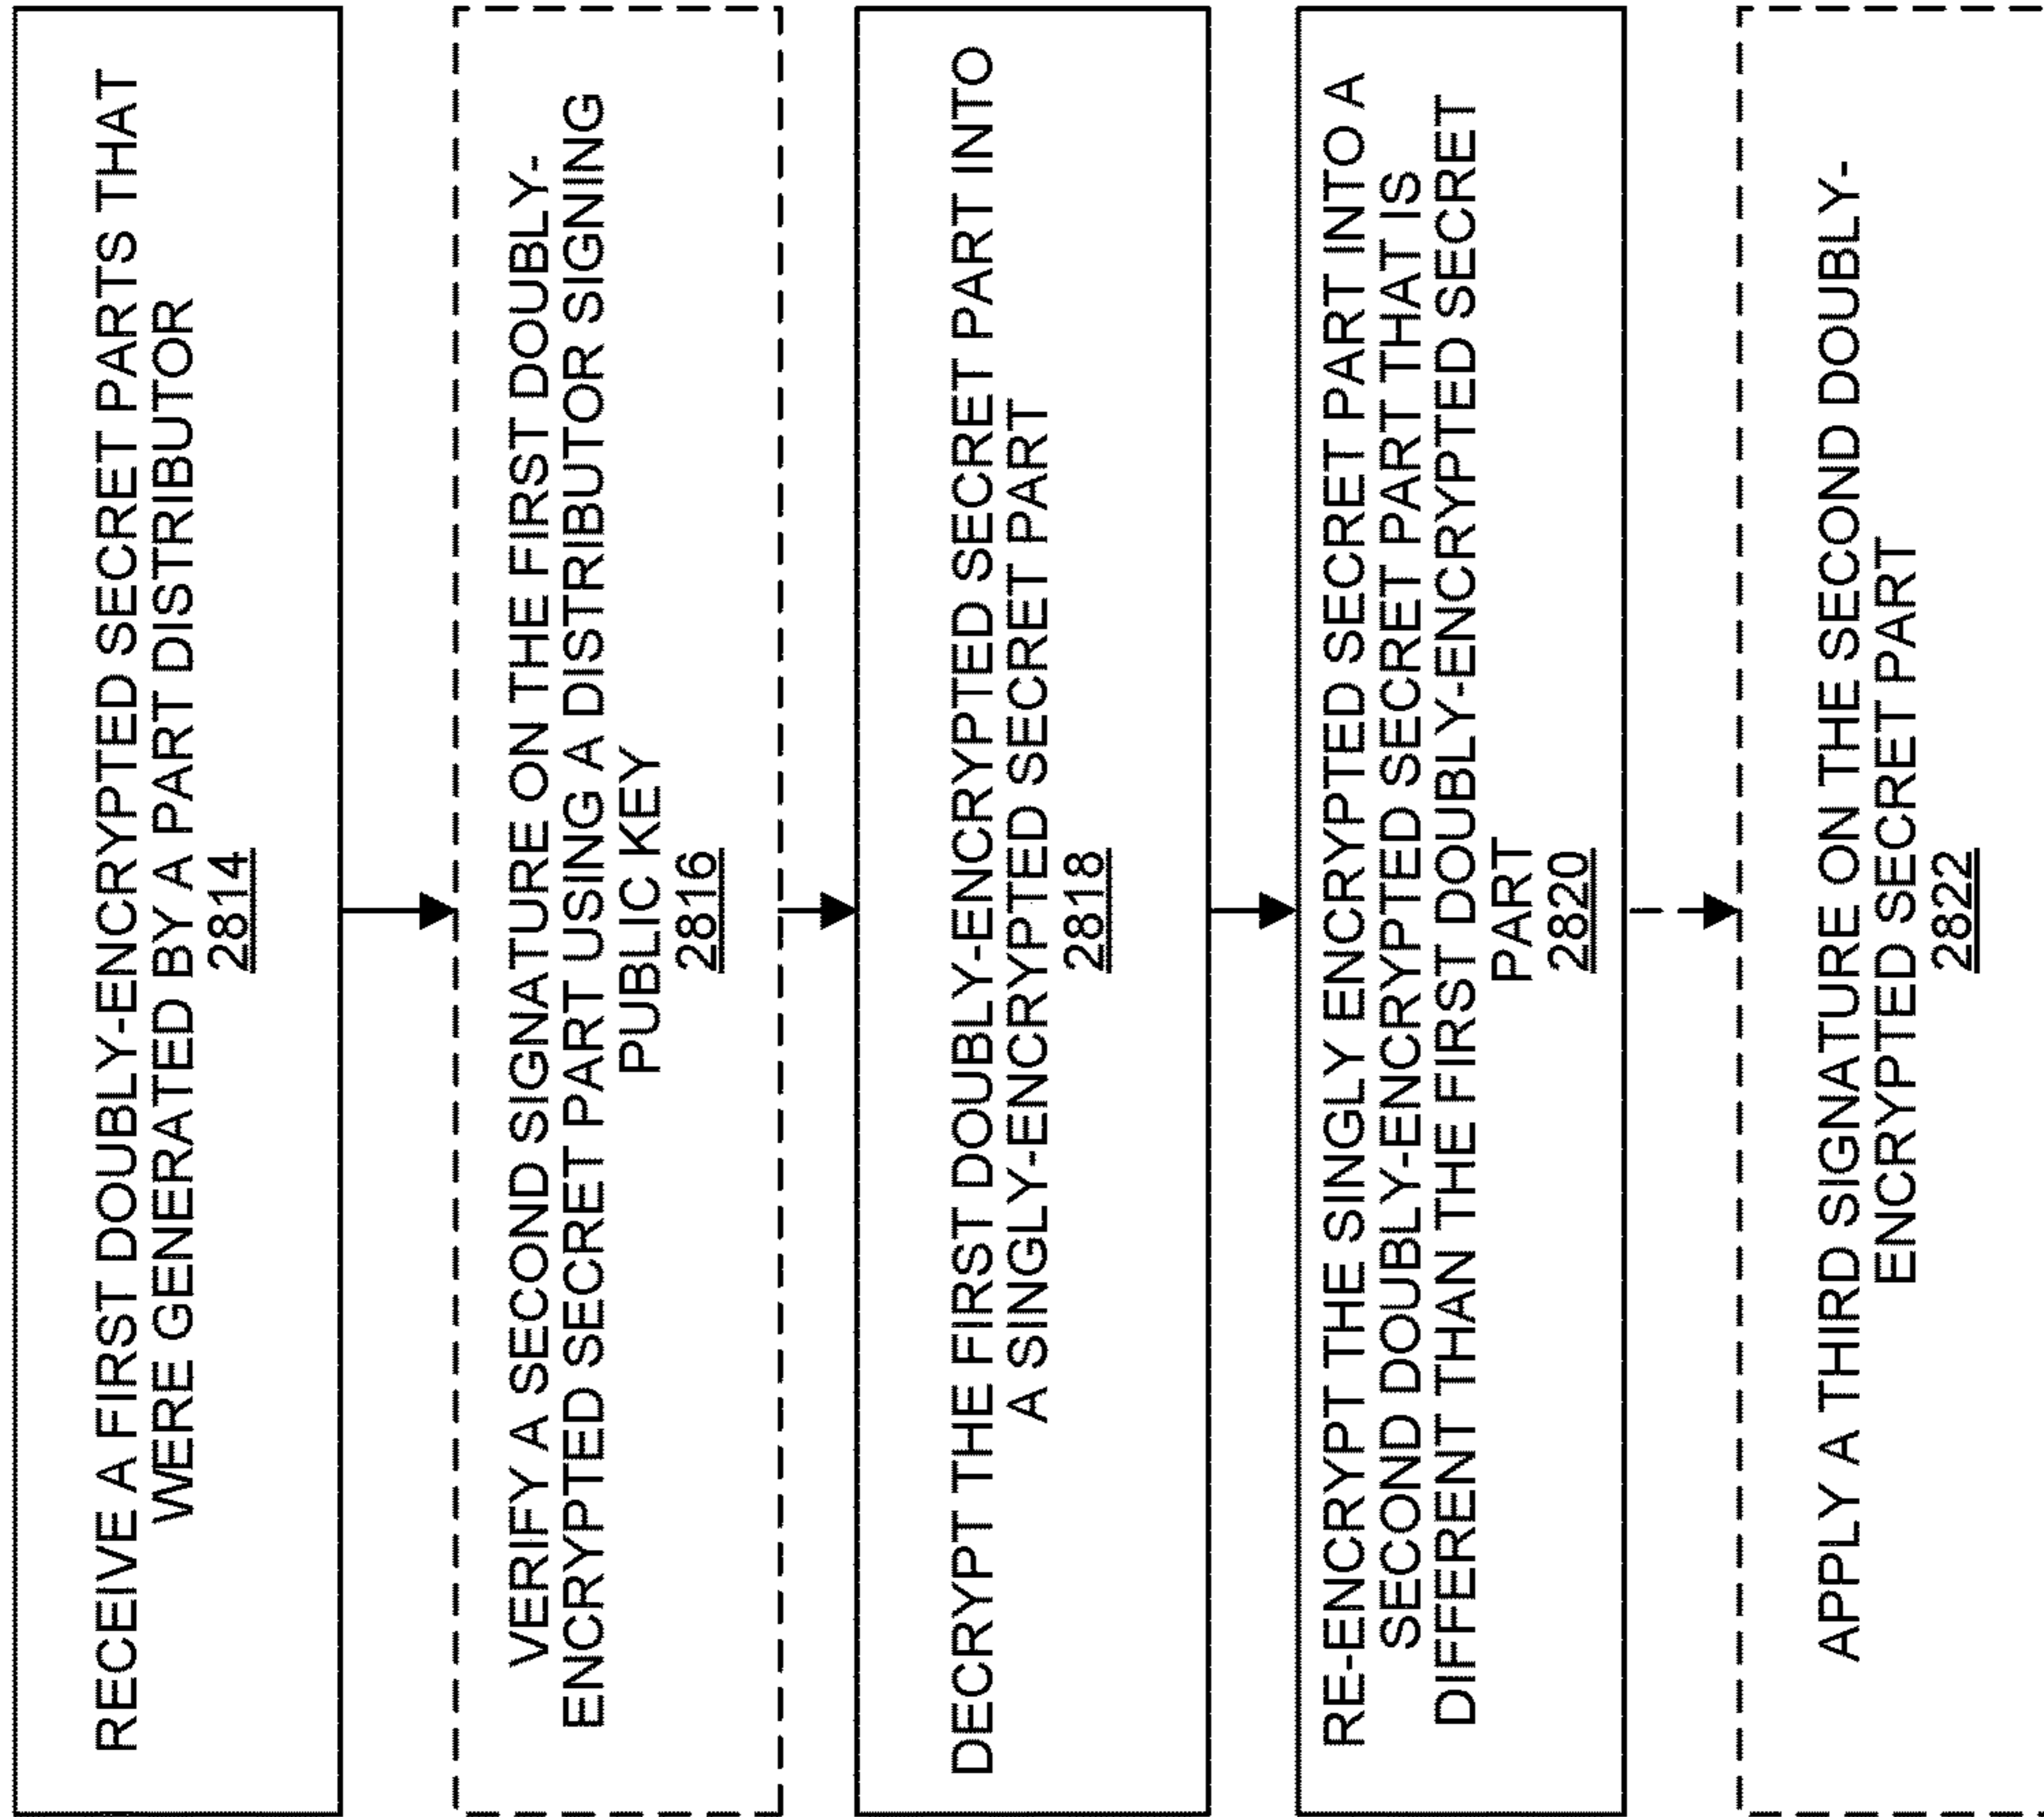 RECEIVE A FIRST DOUBLY-ENCRYPTED SECRET PARTS THAT
WERE GENERATED BY A PART DISTRIBUTOR
2814
VERIFY A SECOND SIGNATURE ON THE FIRST DOUBLY-
ENCRYPTED SECRET PART USING A DISTRIBUTOR SIGNING
PUBLIC KEY
2816
DECRYPT THE FIRST DOUBLY-ENCRYPTED SECRET PART INTO
A SINGLY-ENCRYPTED SECRET PART
2818
RE-ENCRYPT THE SINGLY ENCRYPTED SECRET PART INTO A
SECOND DOUBLY-ENCRYPTED SECRET PART THAT IS
DIFFERENT THAN THE FIRST DOUBLY-ENCRYPTED SECRET
PART
2820
APPLY A THIRD SIGNATURE ON THE SECOND DOUBLY-
ENCRYPTED SECRET PART
2822